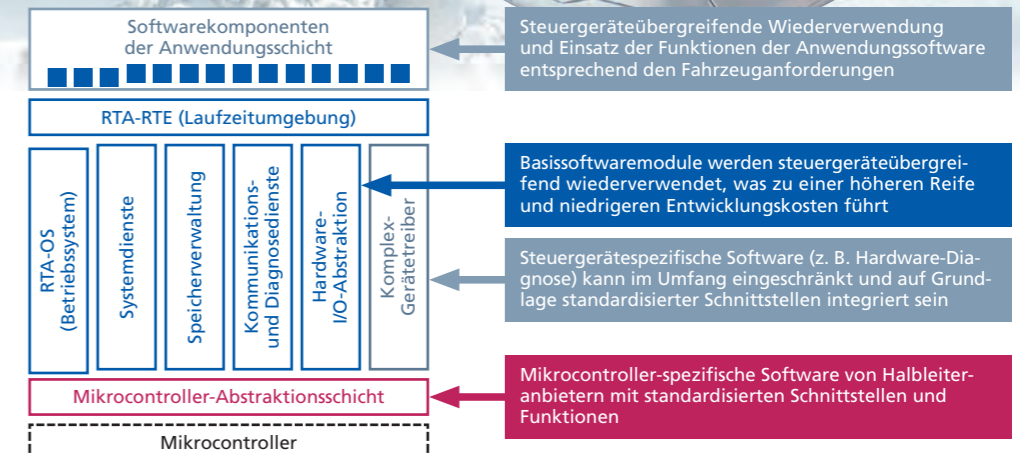 Softwarekomponenten
der Anwendungsschicht
Steuergeräteübergreifende Wiederverwendung
und Einsatz der Funktionen der Anwendungssoftware
entsprechend den Fahrzeuganforderungen
RTA-RTE (Laufzeitumgebung)
RTA-OS
(Betriebssystem)
Systemdienste
Speicherverwaltung
Kommunikations-
und Diagnosedienste
Hardware-
I/O-Abstraktion
Komplex-
Gerätetreiber
Basissoftwaremodule werden steuergeräteübergrei-
fend wiederverwendet, was zu einer höheren Reife
und niedrigeren Entwicklungskosten führt
Steuergerätespezifische Software (z. B. Hardware-Dia-
gnose) kann im Umfang eingeschränkt und auf Grund-
lage standardisierter Schnittstellen integriert sein
Mikrocontroller-Abstraktionsschicht
Mikrocontroller-spezifische Software von Halbleiter-
anbietern mit standardisierten Schnittstellen und
Funktionen
Mikrocontroller